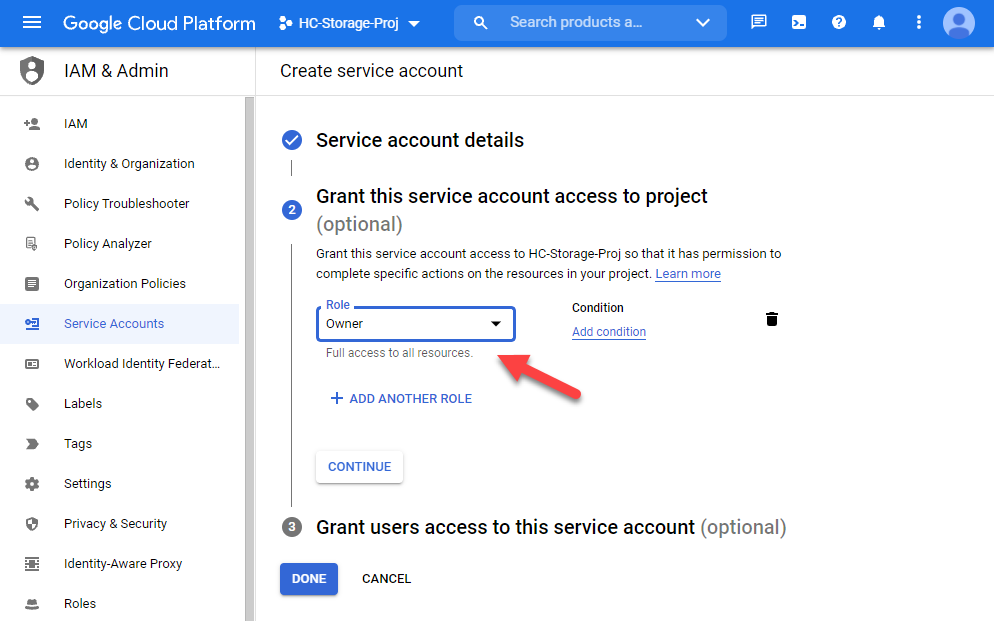 Google Cloud Platform
HC-Storage-Proj
Search products a...
IAM & Admin
Create service account
IAM
Identity & Organization
Policy Troubleshooter
Policy Analyzer
Organization Policies
Service Accounts
Workload Identity Federat...
Labels
Tags
Settings
Privacy & Security
Identity-Aware Proxy
Roles
Service account details
2
Grant this service account access to project
(optional)
Grant this service account access to HC-Storage-Proj so that it has permission to
complete specific actions on the resources in your project. Learn more
Role
Owner
Full access to all resources.
Condition
Add condition
ADD ANOTHER ROLE
CONTINUE
3
Grant users access to this service account (optional)
DONE
CANCEL